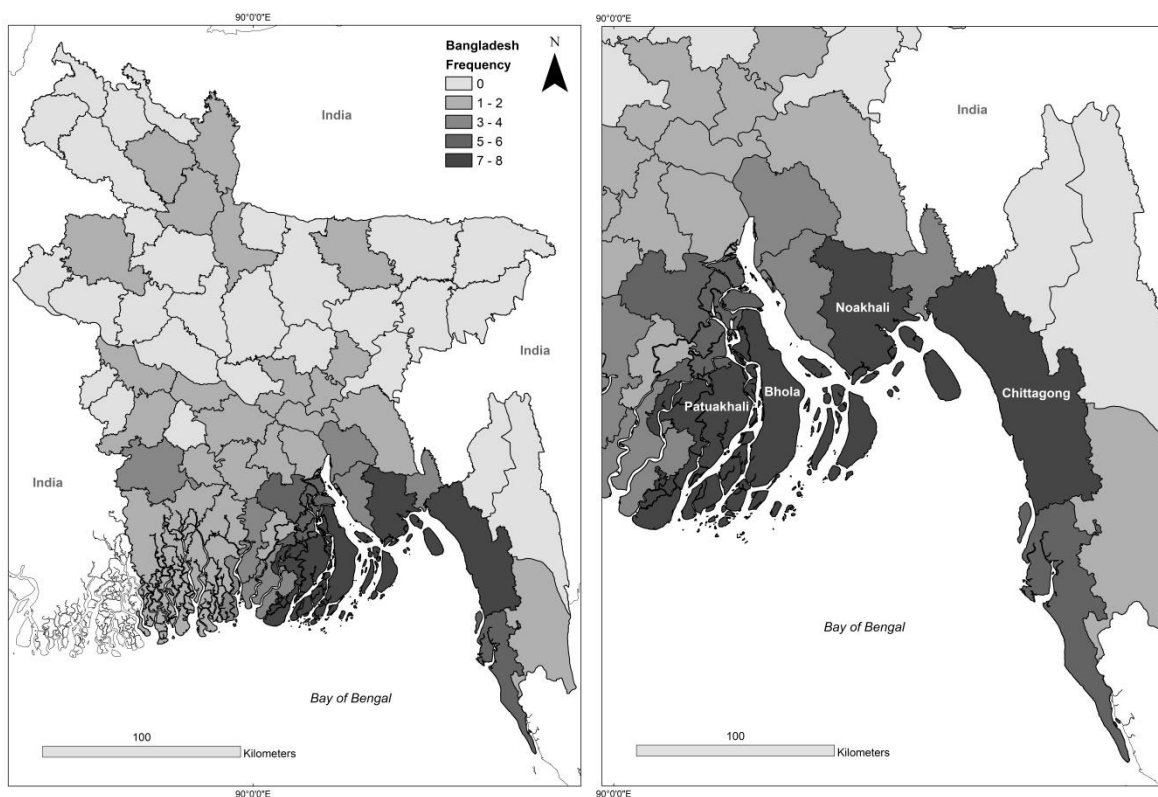 90°0'0"E
Bangladesh
Frequency
0
1 - 2
3 - 4
5 - 6
7 - 8
N
India
India
India
Bay of Bengal
100
Kilometers
90°0'0"E
90°0'0"E
India
Noakhali
Bhola
Patuakhali
Chittagong
Bay of Bengal
100
Kilometers
90°0'0"E